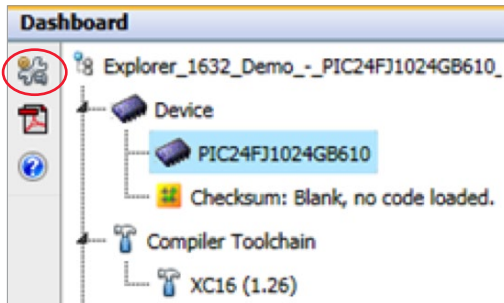 Dashboard
Explorer_1632_Demo_-_PIC24FJ1024GB610_
Device
PIC24FJ1024GB610
Checksum: Blank, no code loaded.
Compiler Toolchain
XC16 (1.26)